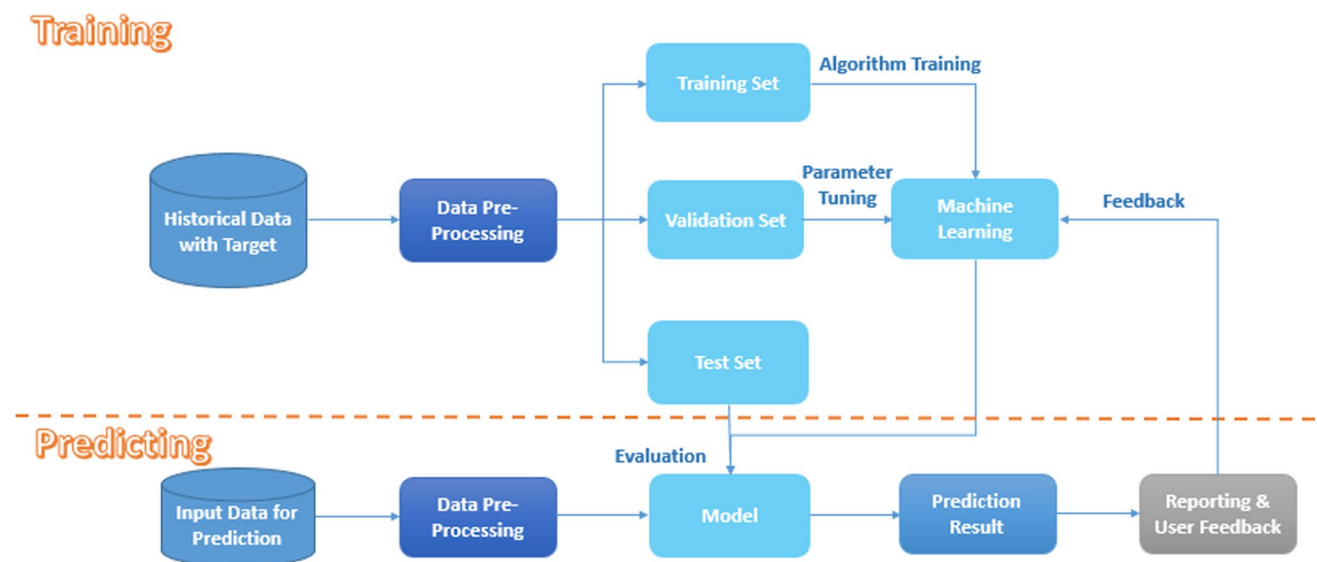 Training
Training Set
Algorithm Training
Historical Data
with Target
Data Pre-
Processing
Validation Set
Parameter
Tuning
Machine
Learning
Feedback
Test Set
Predicting
Evaluation
Input Data for
Prediction
Data Pre-
Processing
Model
Prediction
Result
Reporting &
User Feedback